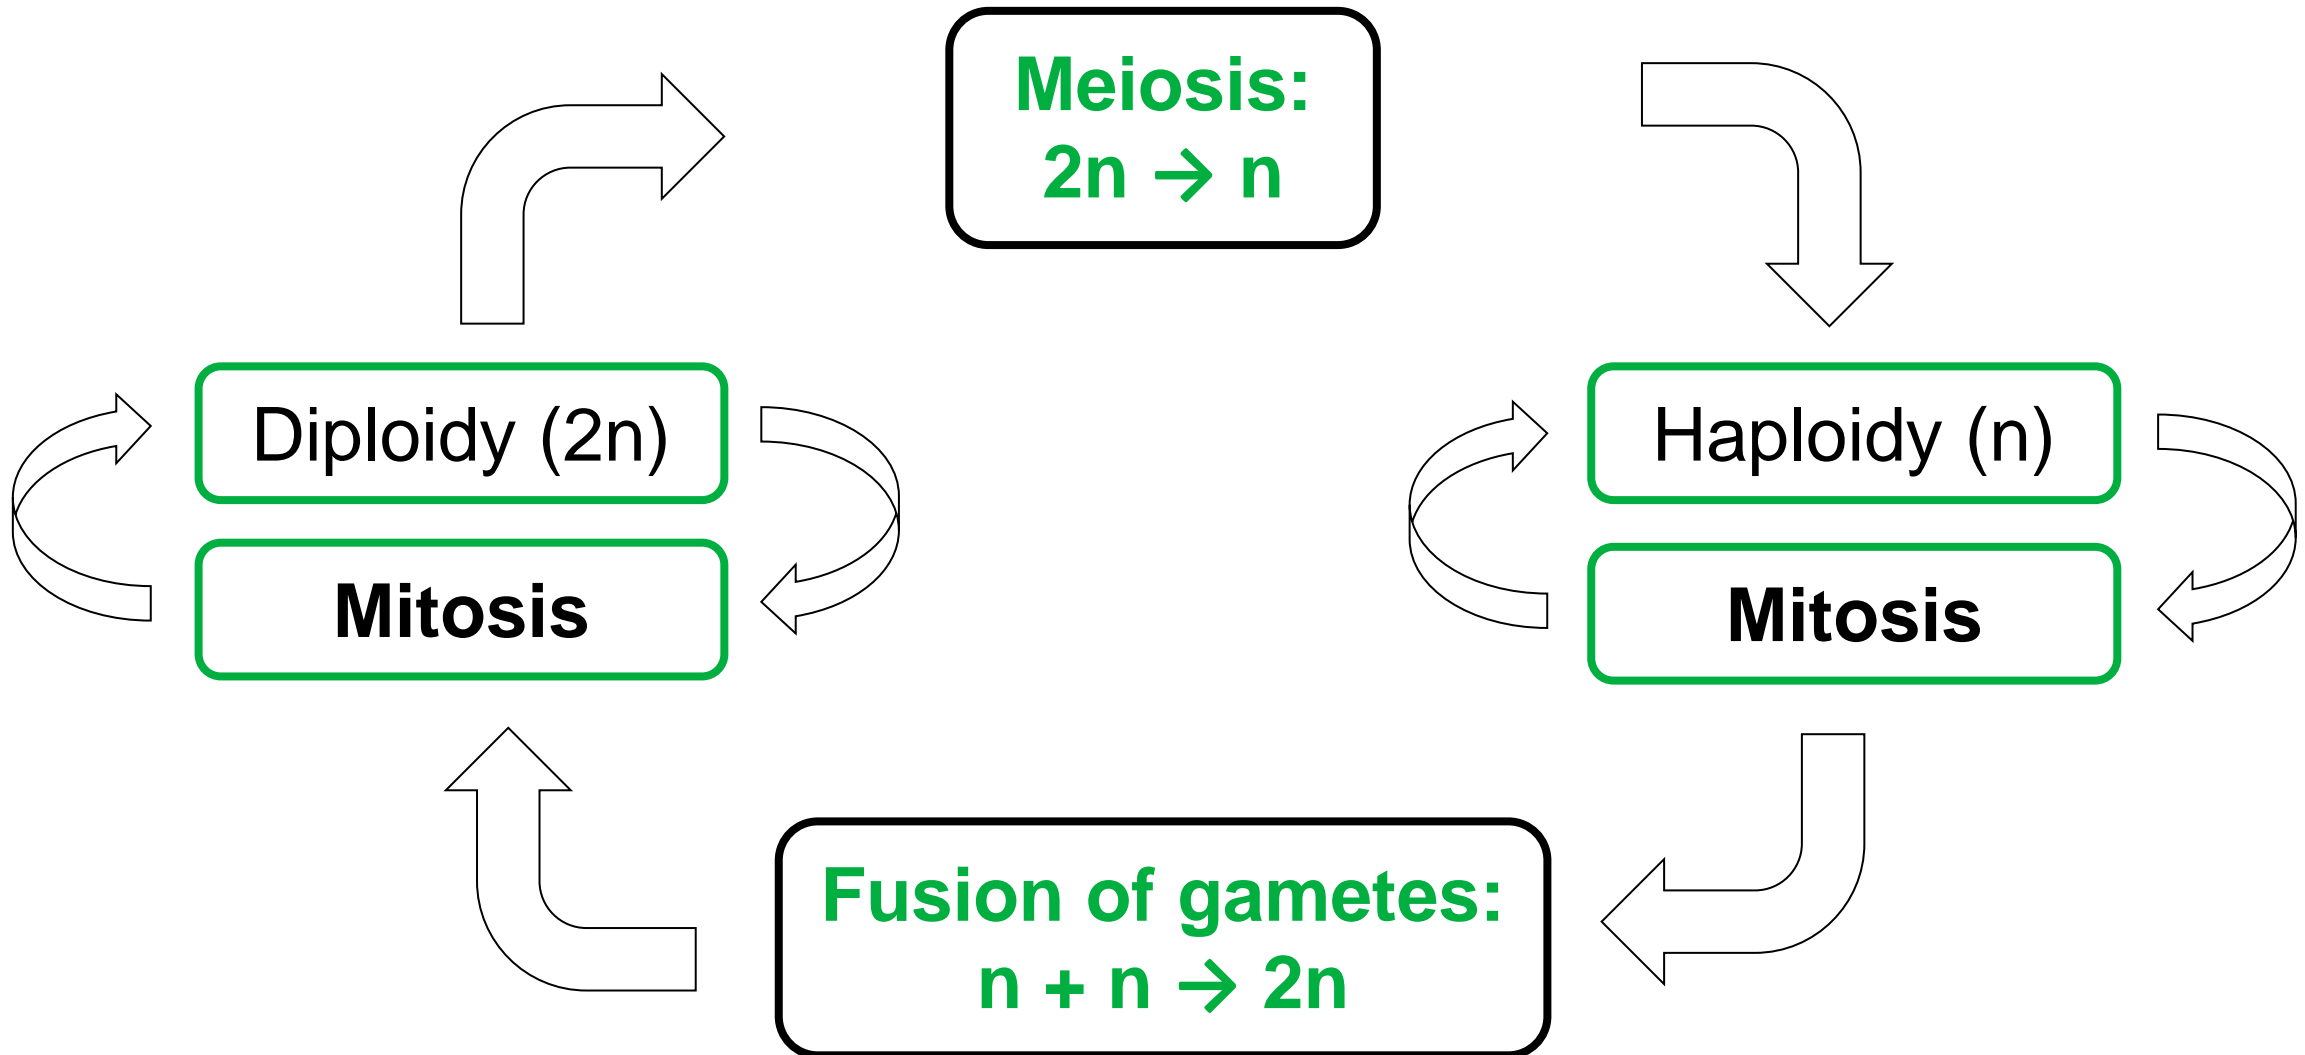 Meiosis:
2n → n
Diploidy (2n)
Haploidy (n)
Mitosis
Mitosis
Fusion of gametes:
n + n → 2n